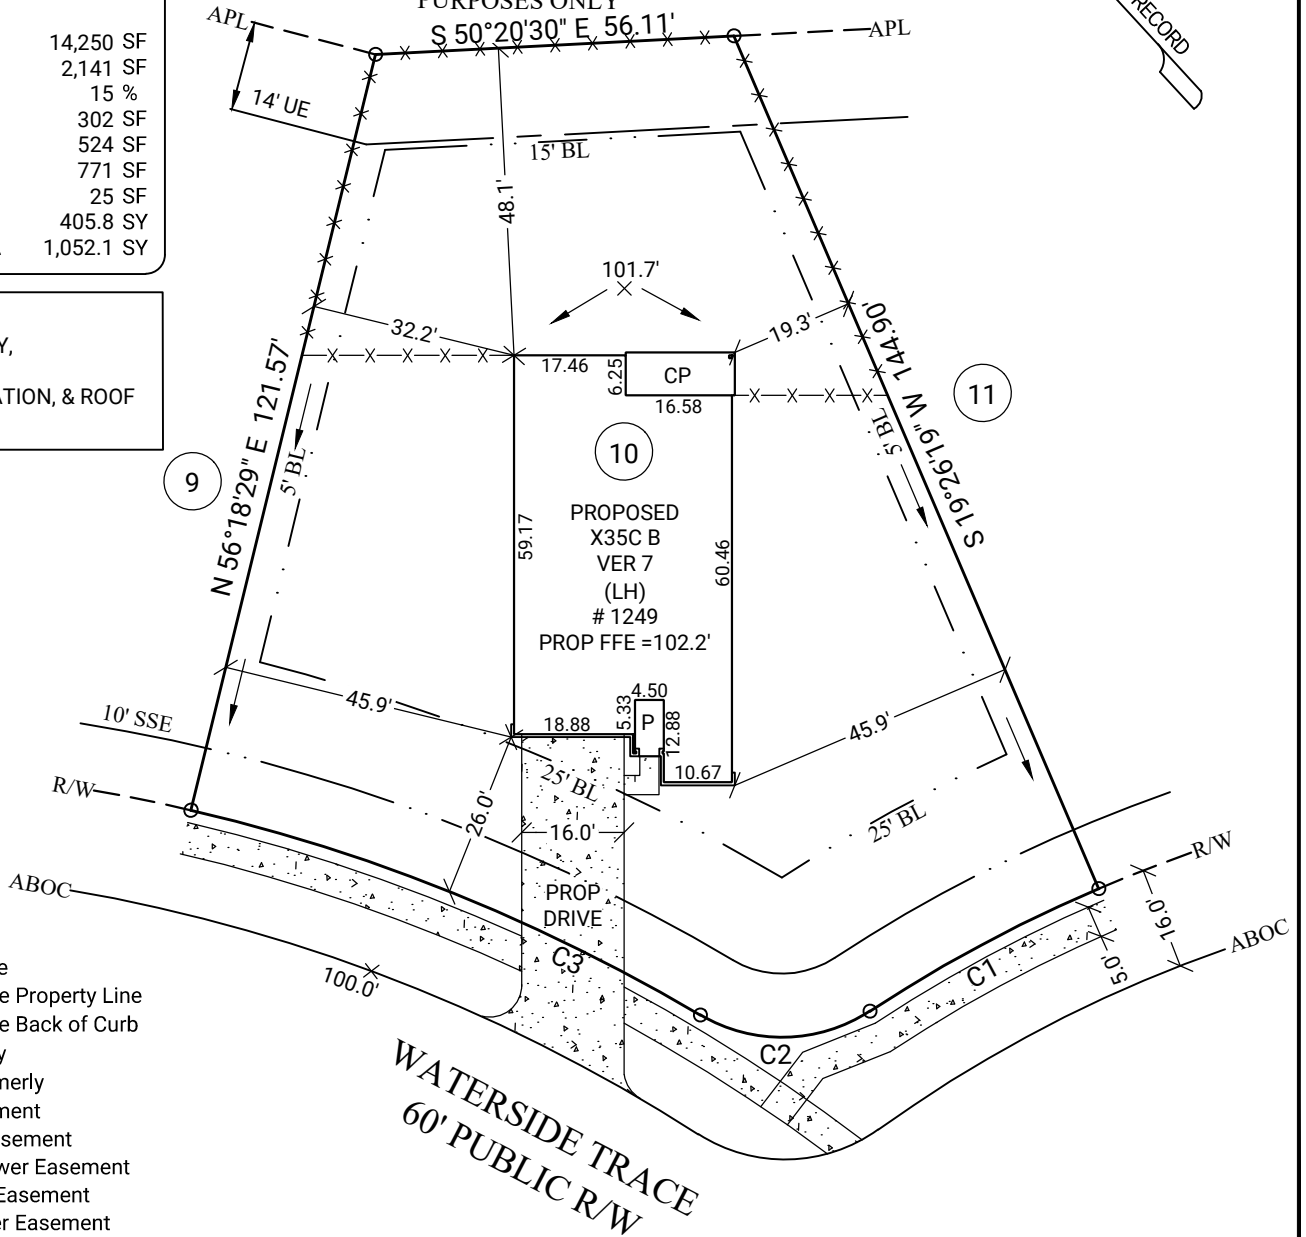 PURPOSES ONLY
S 50°20'30" E 56.11'
APL
APL
RECORD
14,250 SF
2,141 SF
15 %
302 SF
524 SF
771 SF
25 SF
405.8 SY
1,052.1 SY
14' UE
15' BL
48.1'
101.7'
32.2'
19.3'
17.46
6.25
CP
16.58
N 56°18'29" E 121.57'
S 19°26'19" W 144.90'
5' BL
5' BL
9
10
11
ATION, & ROOF
59.17
60.46
PROPOSED
X35C B
VER 7
(LH)
# 1249
PROP FFE =102.2'
4.50
5.33
P
12.88
18.88
10.67
45.9'
45.9'
10' SSE
R/W
25' BL
25' BL
26.0'
16.0'
R/W
ABOC
PROP
DRIVE
C3
C1
C2
16.0'
5.0'
ABOC
100.0'
WATERSIDE TRACE
60' PUBLIC R/W
e Property Line
e Back of Curb
merly
ment
sement
wer Easement
Easement
er Easement